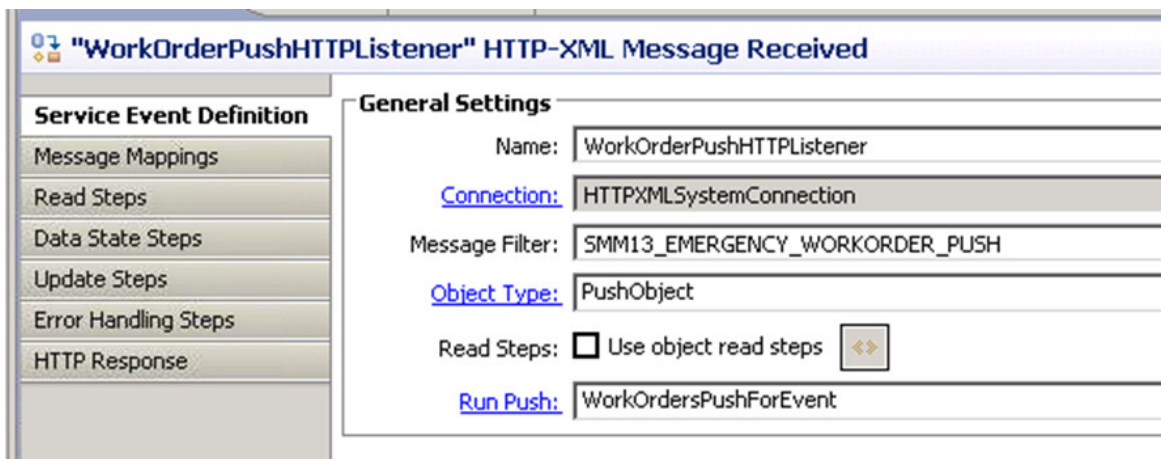 "WorkOrderPushHTTPListener" HTTP-XML Message Received
Service Event Definition
Message Mappings
Read Steps
Data State Steps
Update Steps
Error Handling Steps
HTTP Response
General Settings
Name: WorkOrderPushHTTPListener
Connection: HTTPXMLSystemConnection
Message Filter: SMM13_EMERGENCY_WORKORDER_PUSH
Object Type: PushObject
Read Steps: Use object read steps
Run Push: WorkOrdersPushForEvent